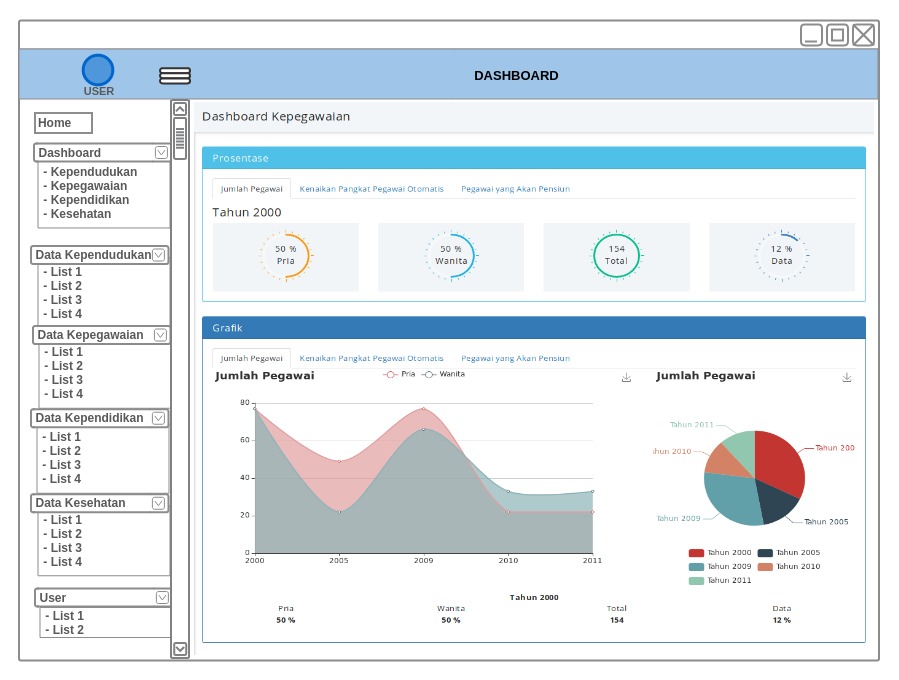 USER
DASHBOARD
Home
Dashboard
- Kependudukan
- Kepegawaian
- Kependidikan
- Kesehatan
Data Kependudukan
- List 1
- List 2
- List 3
- List 4
Data Kepegawaian
- List 1
- List 2
- List 3
- List 4
Data Kependidikan
- List 1
- List 2
- List 3
- List 4
Data Kesehatan
- List 1
- List 2
- List 3
- List 4
User
- List 1
- List 2
Dashboard Kepegawaian
Prosentase
Jumlah Pegawai Kenaikan Pangkat Pegawai Otomatis Pegawai yang Akan Pensiun
Tahun 2000
50 %
Pria
50 %
Wanita
154
Total
12 %
Data
Grafik
Jumlah Pegawai Kenaikan Pangkat Pegawai Otomatis Pegawai yang Akan Pensiun
Jumlah Pegawai
Pria Wanita
80
60
40
20
0
2000 2005 2009 2010 2011
Jumlah Pegawai
Tahun 2011
Tahun 200
ahun 2010
Tahun 2009
Tahun 2005
Tahun 2000 Tahun 2005
Tahun 2009 Tahun 2010
Tahun 2011
Tahun 2000
Pria Wanita Total Data
50 % 50 % 154 12 %